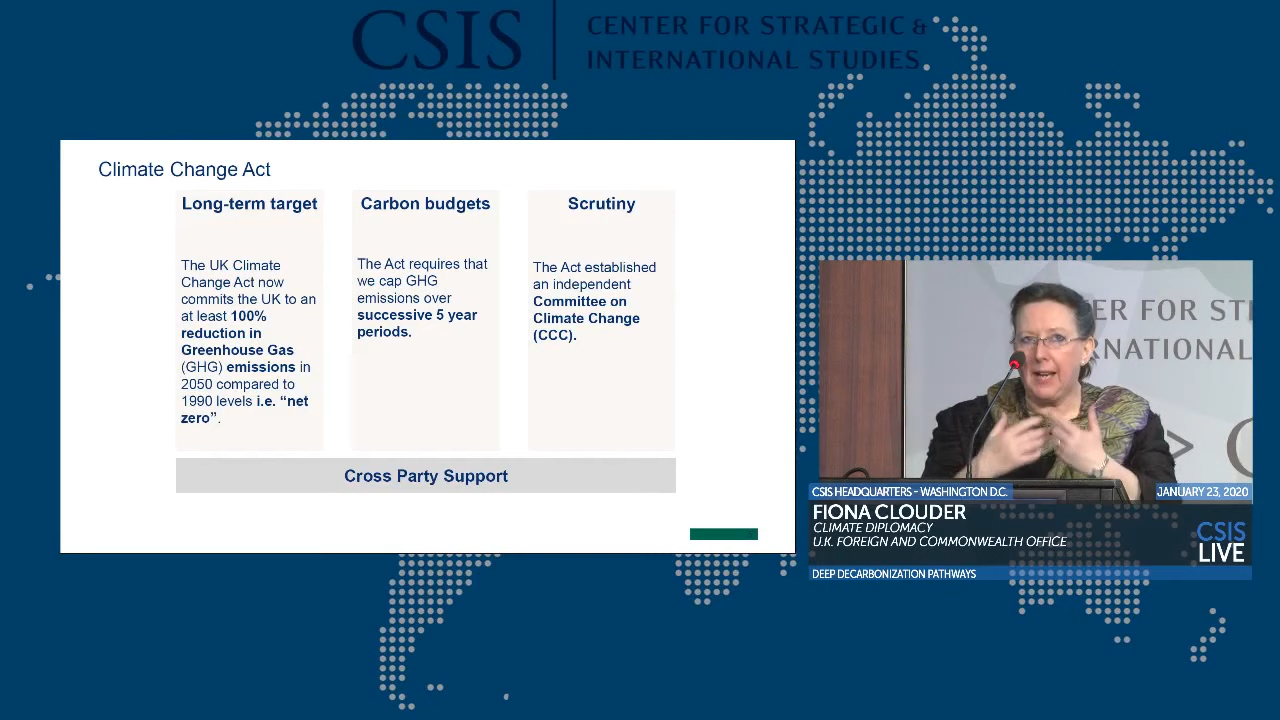 CSIS
CENTER FOR STRATEGIC &
INTERNATIONAL STUDIES
Climate Change Act
Long-term target
The UK Climate
Change Act now
commits the UK to an
at least 100%
reduction in
Greenhouse Gas
(GHG) emissions in
2050 compared to
1990 levels i.e. “net
zero”.
Carbon budgets
The Act requires that
we cap GHG
emissions over
successive 5 year
periods.
Scrutiny
The Act established
an independent
Committee on
Climate Change
(CCC).
Cross Party Support
ER FOR ST
RNATIONAL
CSIS HEADQUARTERS - WASHINGTON D.C.
JANUARY 23, 2020
FIONA CLOUDER
CLIMATE DIPLOMACY
U.K. FOREIGN AND COMMONWEALTH OFFICE
CSIS
LIVE
DEEP DECARBONIZATION PATHWAYS